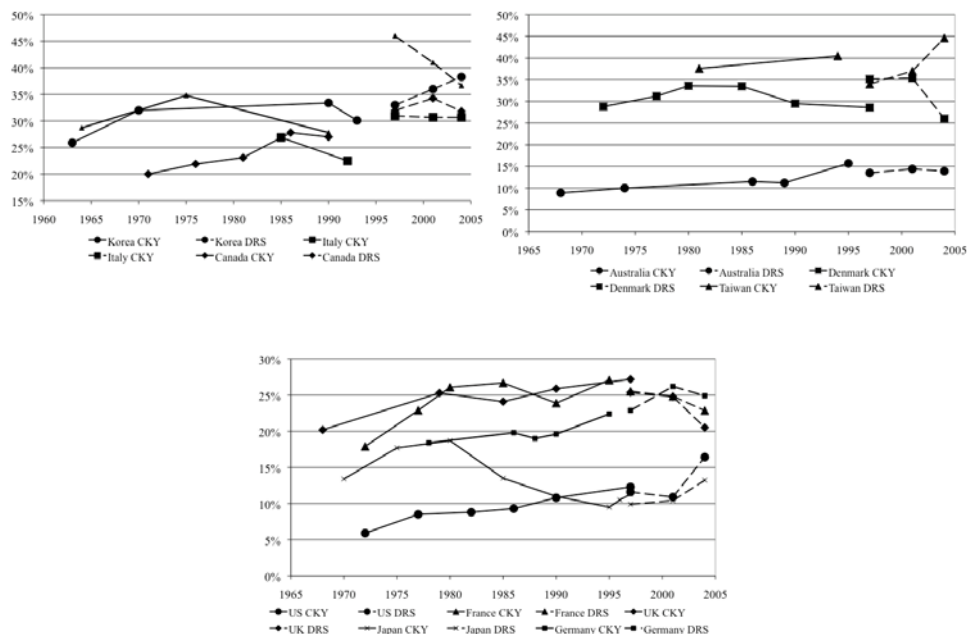 50%
45%
40%
35%
30%
25%
20%
15%
1960 1965 1970 1975 1980 1985 1990 1995 2000 2005
Korea CKY Korea DRS Italy CKY
Italy CKY Canada CKY Canada DRS
50%
45%
40%
35%
30%
25%
20%
15%
10%
5%
0%
1965 1970 1975 1980 1985 1990 1995 2000 2005
Australia CKY Australia DRS Denmark CKY
Denmark DRS Taiwan CKY Taiwan DRS
30%
25%
20%
15%
10%
5%
0%
1965 1970 1975 1980 1985 1990 1995 2000 2005
US CKY US DRS France CKY France DRS UK CKY
UK DRS Japan CKY Japan DRS Germany CKY Germany DRS